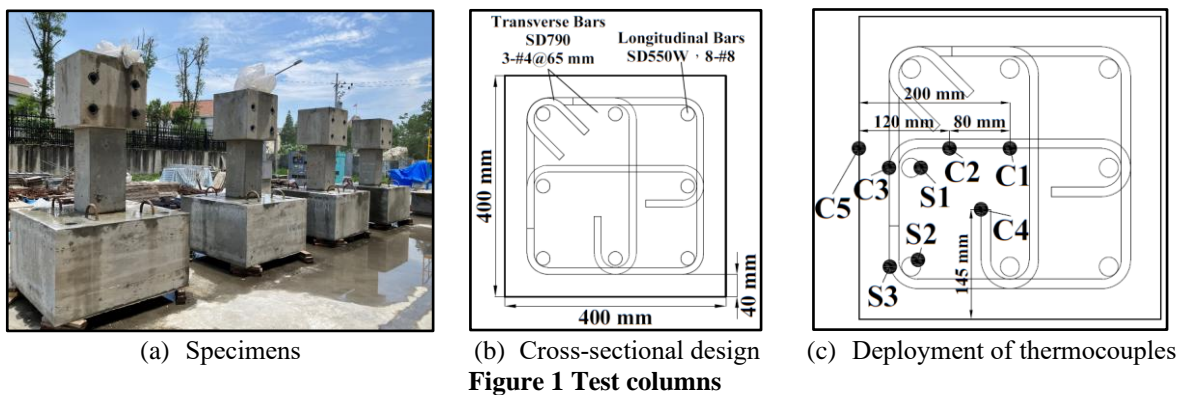 Transverse Bars
SD790
3-#4@65 mm
Longitudinal Bars
SD550W，8-#8
400 mm
40 mm
400 mm
200 mm
120 mm
80 mm
C5
C3
S1
C2
C1
C4
S2
S3
145 mm
(a) Specimens
(b) Cross-sectional design
(c) Deployment of thermocouples
Figure 1 Test columns